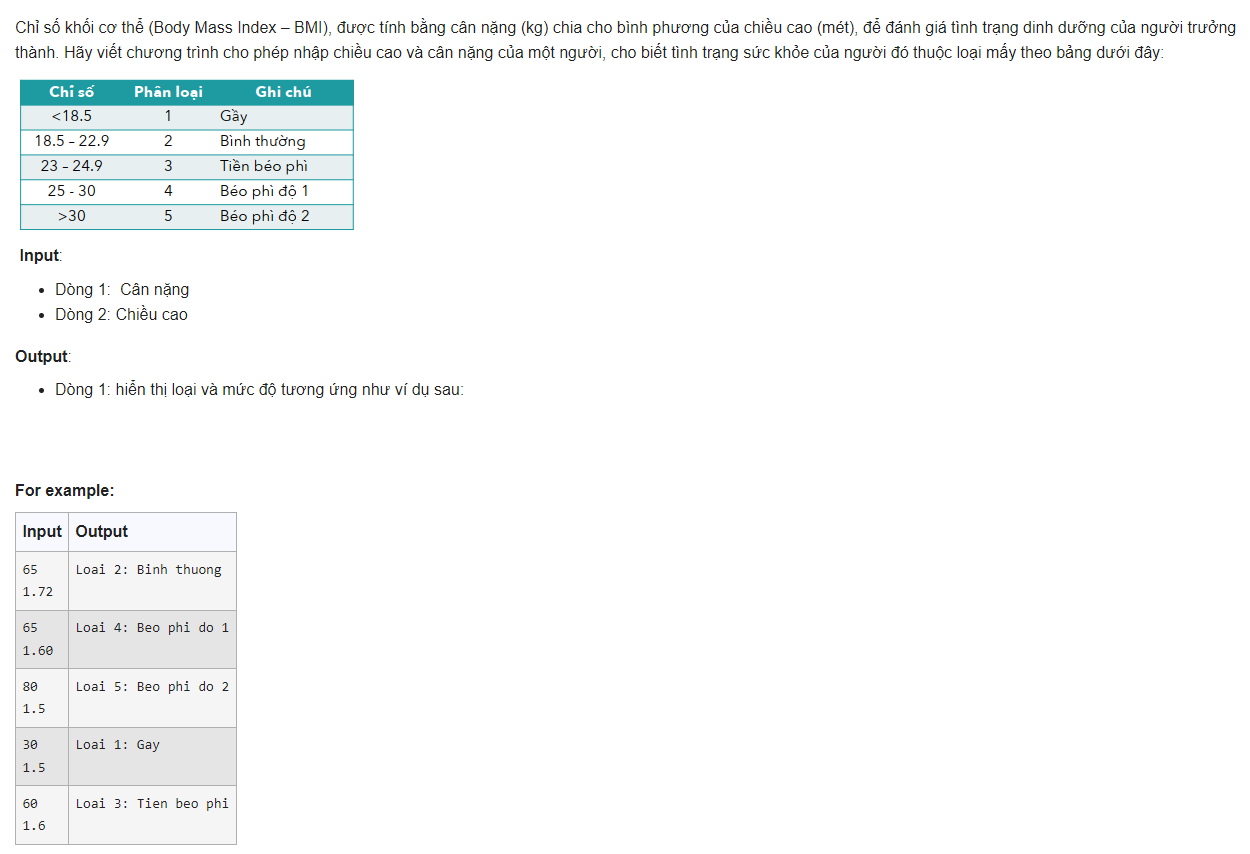 Chỉ số khối cơ thể (Body Mass Index – BMI), được tính bằng cân nặng (kg) chia cho bình phương của chiều cao (mét), để đánh giá tình trạng dinh dưỡng của người trưởng
thành. Hãy viết chương trình cho phép nhập chiều cao và cân nặng của một người, cho biết tình trạng sức khỏe của người đó thuộc loại mấy theo bảng dưới đây:
Chỉ số Phân loại Ghi chú
<18.5 1 Gầy
18.5 – 22.9 2 Bình thường
23 – 24.9 3 Tiền béo phì
25 - 30 4 Béo phì độ 1
>30 5 Béo phì độ 2
Input:
• Dòng 1: Cân nặng
• Dòng 2: Chiều cao
Output:
• Dòng 1: hiển thị loại và mức độ tương ứng như ví dụ sau:
For example:
Input Output
65 Loai 2: Binh thuong
1.72
65 Loai 4: Beo phi do 1
1.60
80 Loai 5: Beo phi do 2
1.5
30 Loai 1: Gay
1.5
60 Loai 3: Tien beo phi
1.6